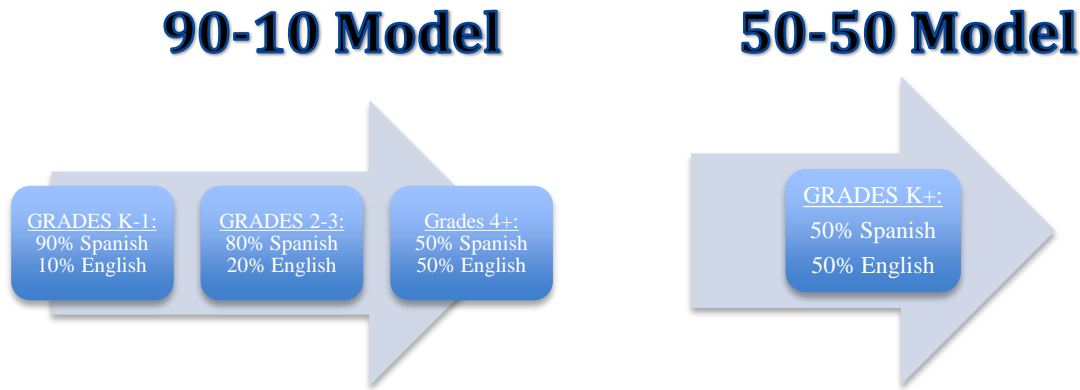 90-10 Model
50-50 Model
GRADES K-1:
90% Spanish
10% English
GRADES 2-3:
80% Spanish
20% English
Grades 4+:
50% Spanish
50% English
GRADES K+:
50% Spanish
50% English